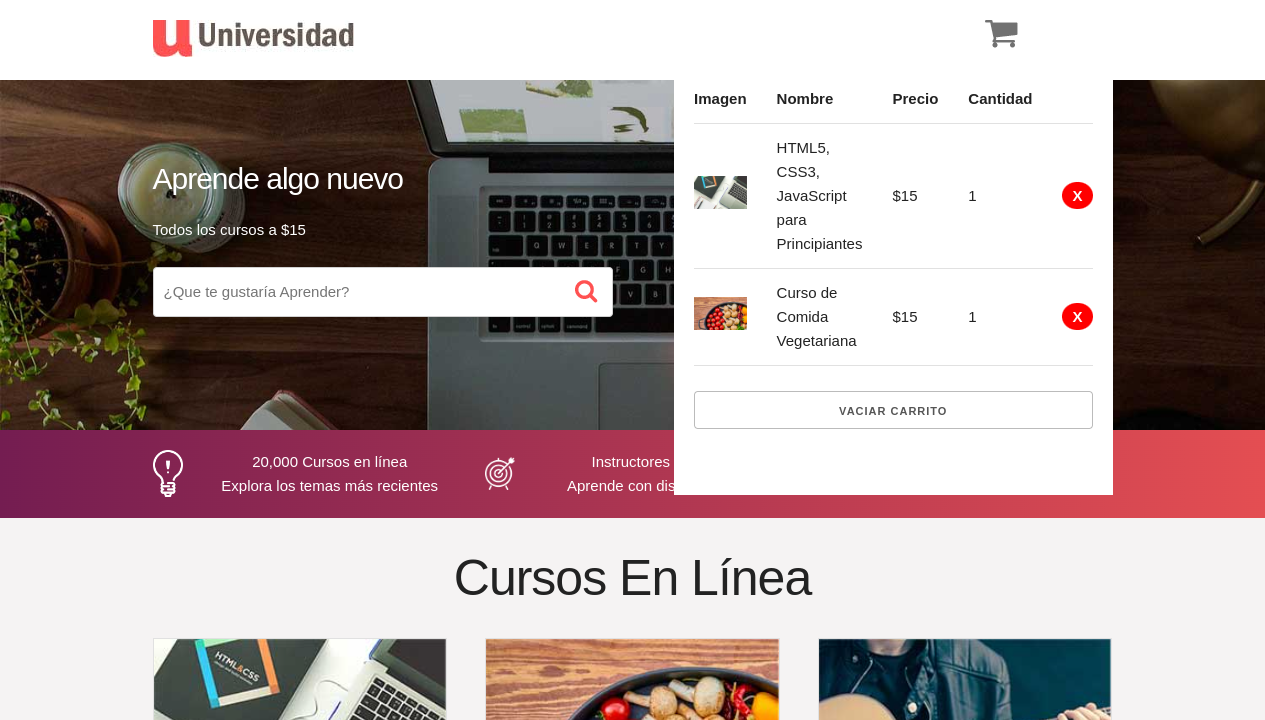 Universidad
Imagen Nombre Precio Cantidad
HTML5,
CSS3,
JavaScript
para
Principiantes
$15 1 X
Curso de
Comida
Vegetariana
$15 1 X
VACIAR CARRITO
Aprende algo nuevo
Todos los cursos a $15
¿Que te gustaría Aprender?
20,000 Cursos en línea
Explora los temas más recientes
Instructores
Aprende con dis
Cursos En Línea
HTML&CSS